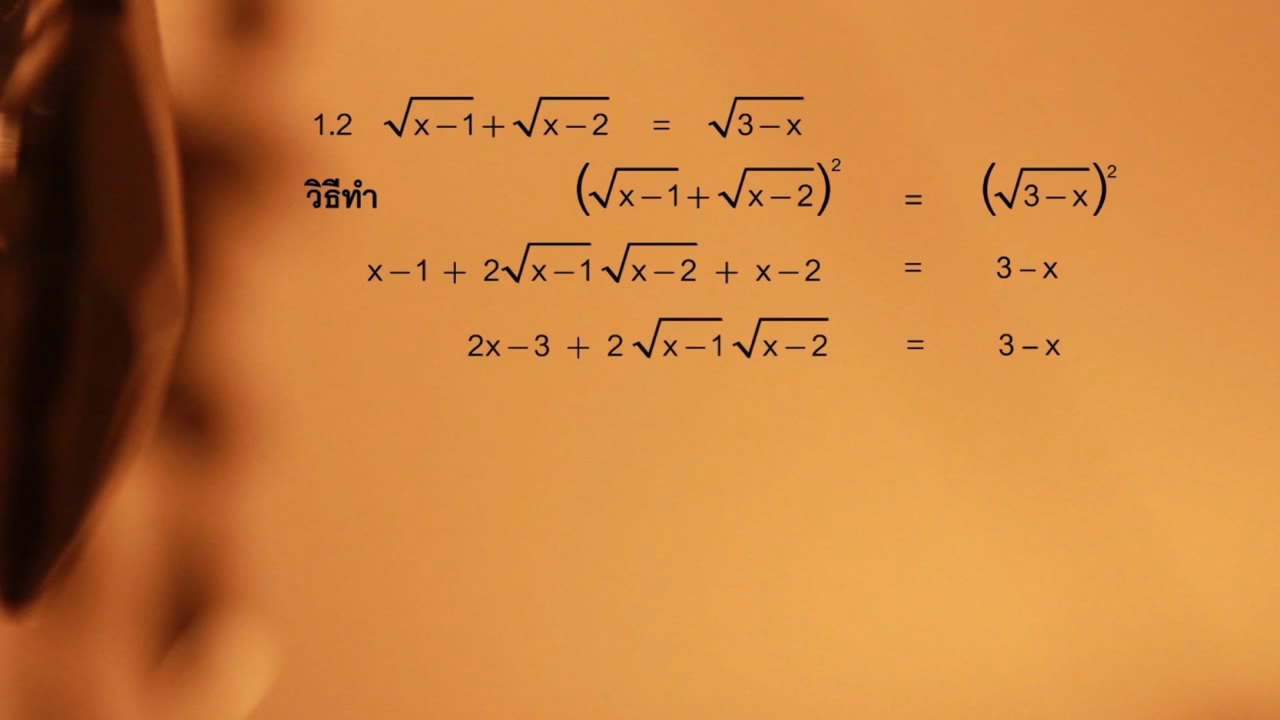 1.2 √(x−1) + √(x−2) = √(3−x)
วิธีทำ (√(x−1) + √(x−2))² = (√(3−x))²
x−1 + 2√(x−1)√(x−2) + x−2 = 3−x
2x−3 + 2√(x−1)√(x−2) = 3−x